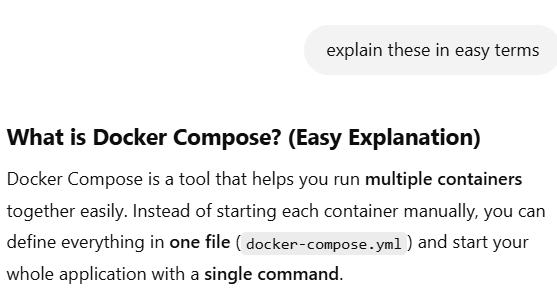 explain these in easy terms
What is Docker Compose? (Easy Explanation)
Docker Compose is a tool that helps you run multiple containers
together easily. Instead of starting each container manually, you can
define everything in one file (docker-compose.yml) and start your
whole application with a single command.